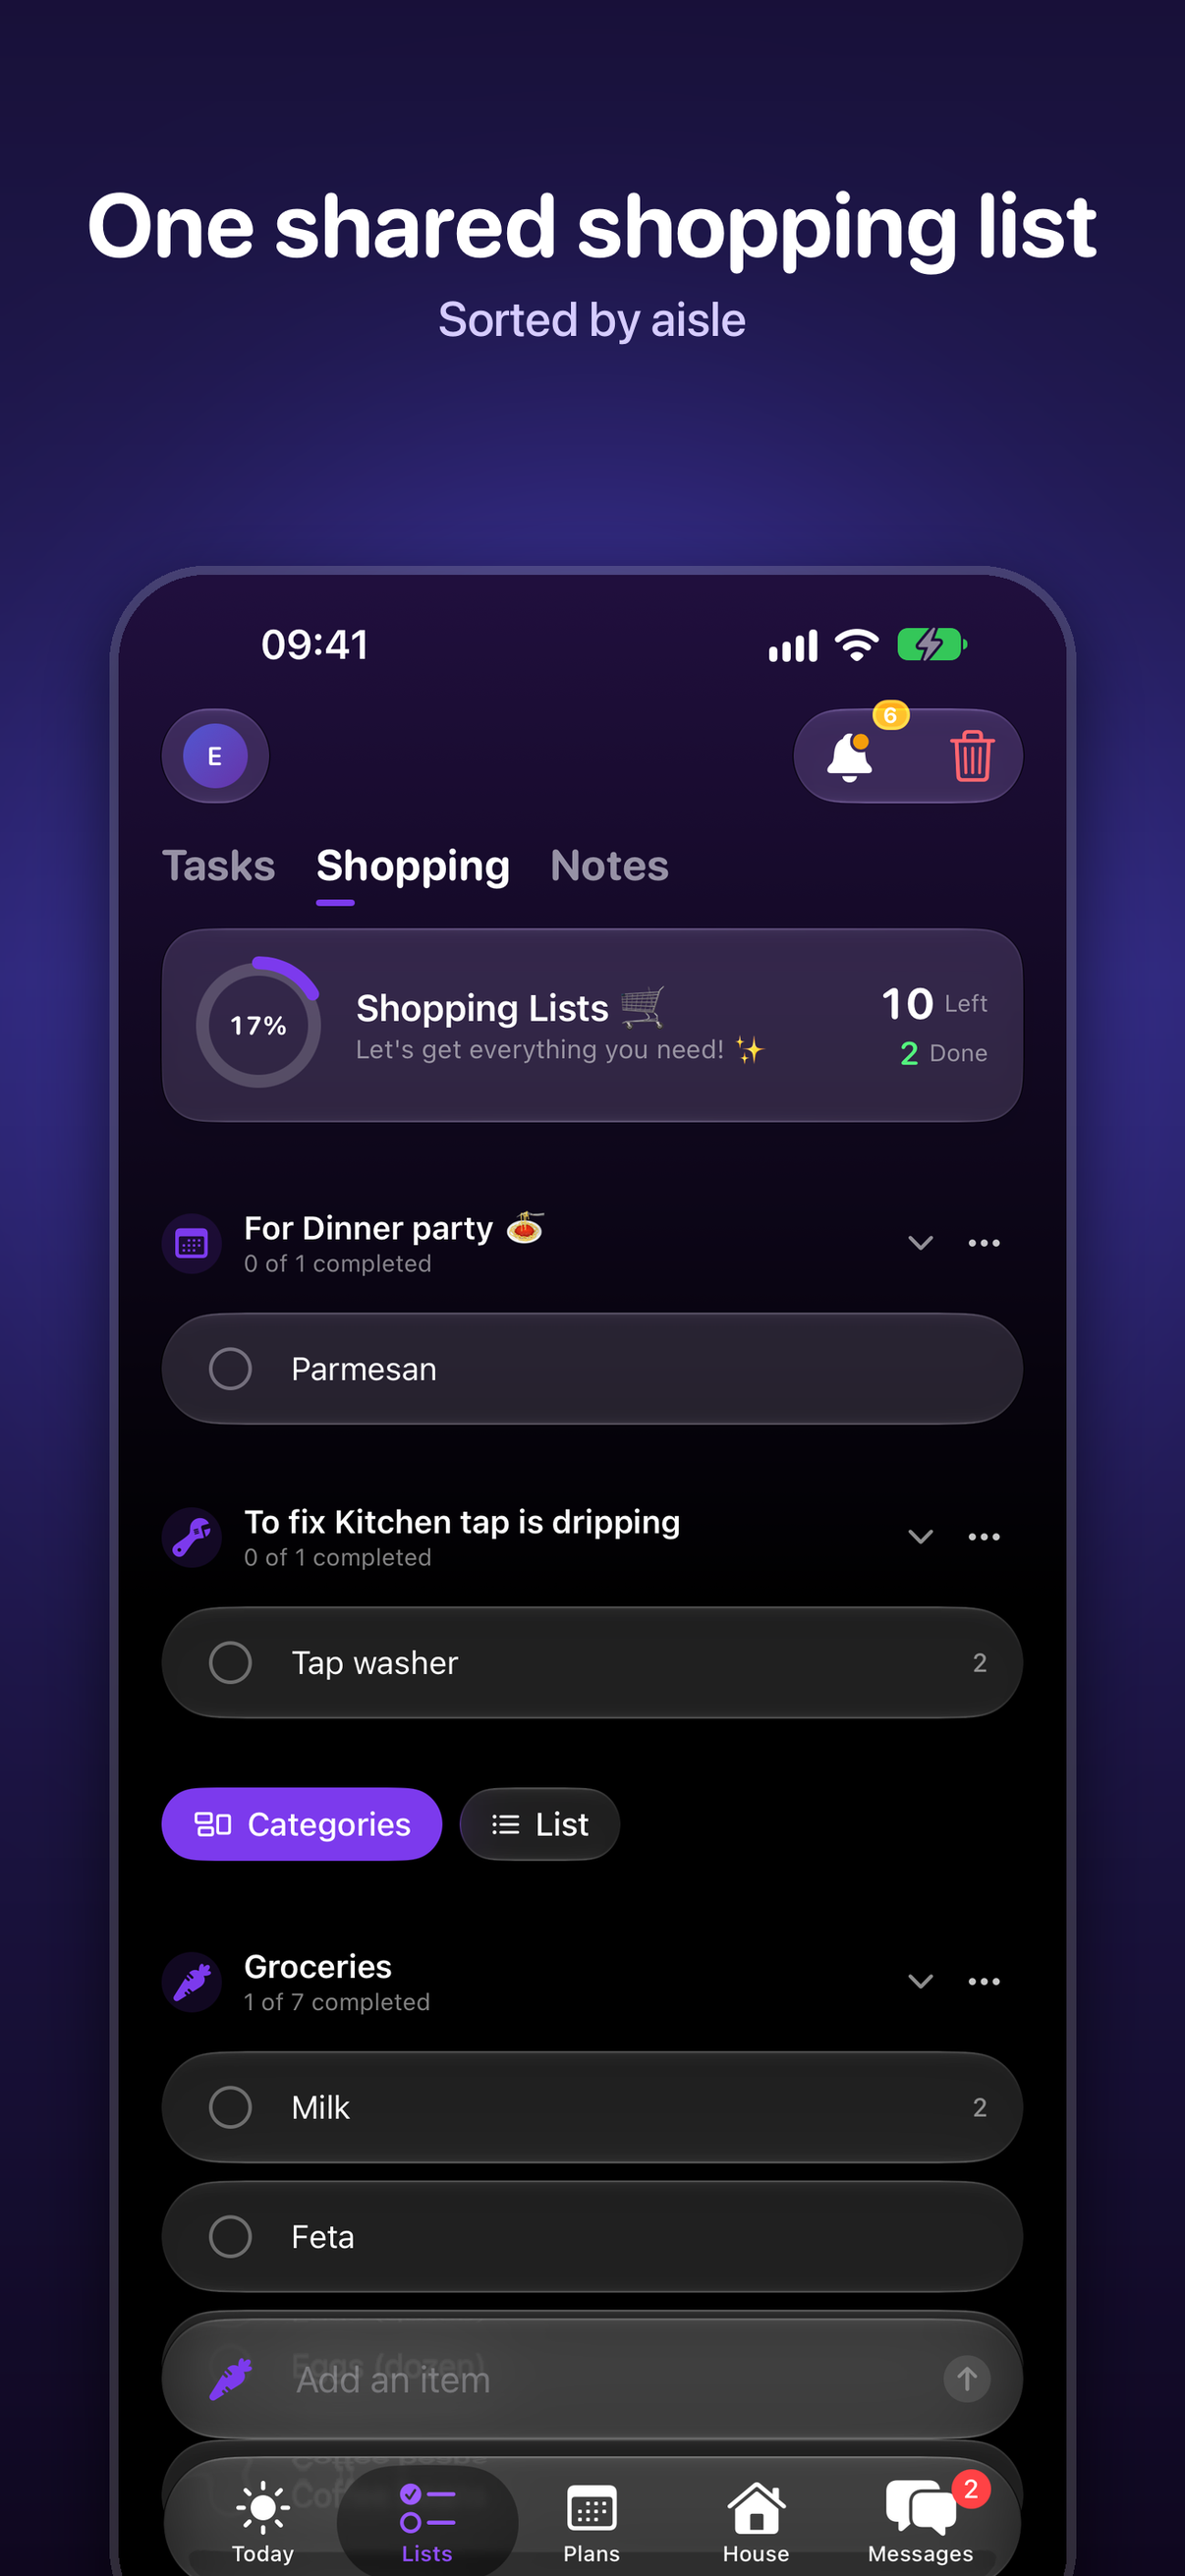 One shared shopping list
Sorted by aisle
09:41
E
6
Tasks Shopping Notes
17%
Shopping Lists 🛒
Let's get everything you need! ✨
10 Left
2 Done
For Dinner party 🍝
0 of 1 completed
Parmesan
To fix Kitchen tap is dripping
0 of 1 completed
Tap washer 2
Categories List
Groceries
1 of 7 completed
Milk 2
Feta
Eggs (dozen)
Add an item
2
Today Lists Plans House Messages